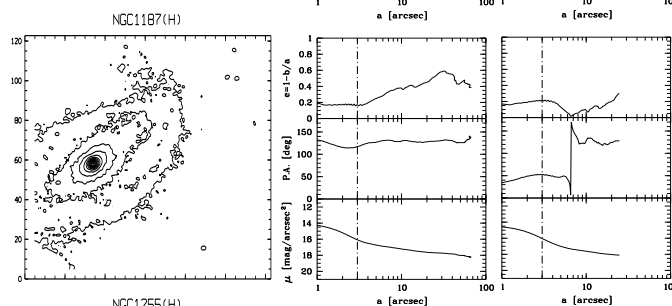 1 10 1 10
a [arcsec] a [arcsec]
NGC1187(H)
120
100
80
60
40
20
0
e=1-b/a
0.8
0.6
0.4
0.2
0
P.A. [deg]
150
100
50
0
μ [mag/arcsec²]
12
14
16
18
20
1 10 100 1 10
a [arcsec] a [arcsec]
NGC1255(H)